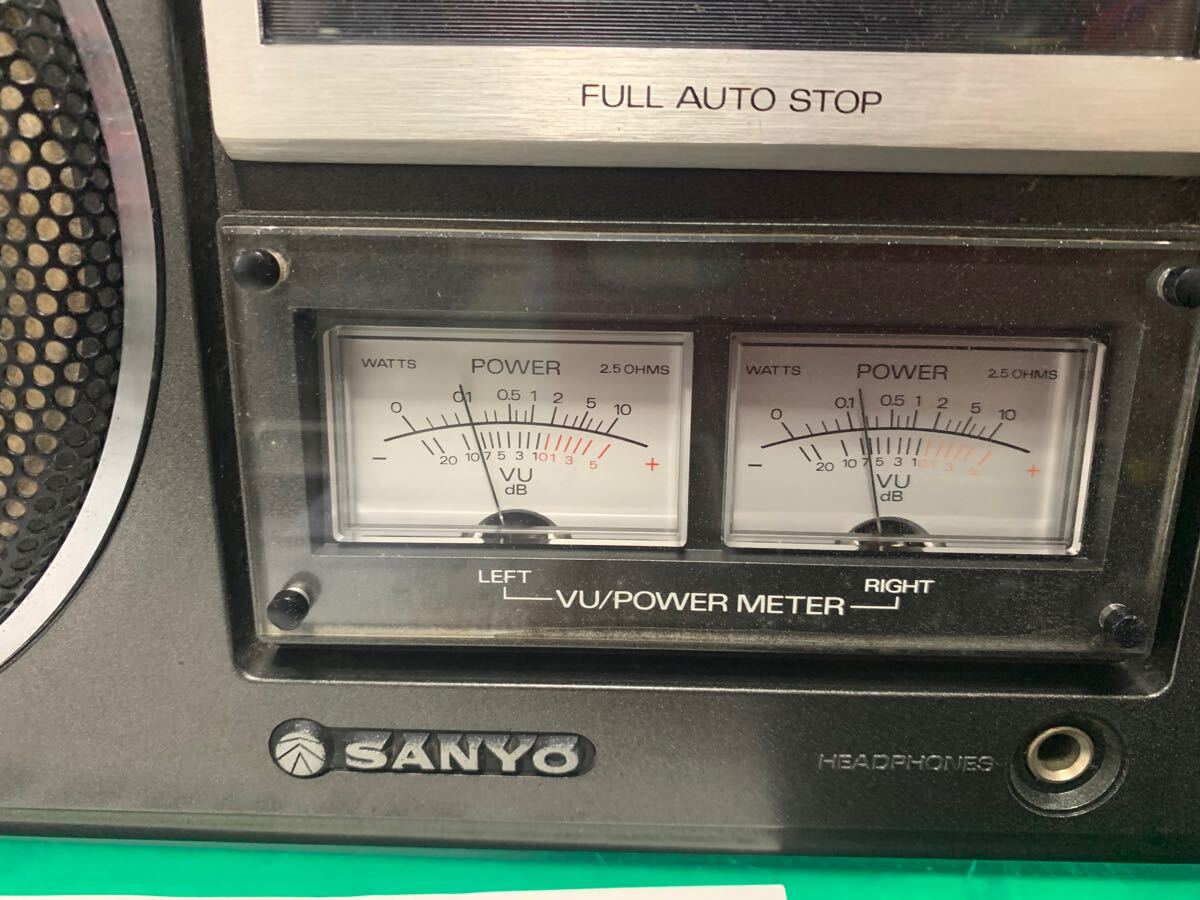 FULL AUTO STOP
WATTS POWER 2.5 OHMS
0 0.1 0.5 1 2 5 10
- 20 10 7 5 3 1 0 1 3 5 +
VU
dB
WATTS POWER 2.5 OHMS
0 0.1 0.5 1 2 5 10
- 20 10 7 5 3 1 0 1 3 5 +
VU
dB
LEFT RIGHT
VU/POWER METER
SANYO
HEADPHONES